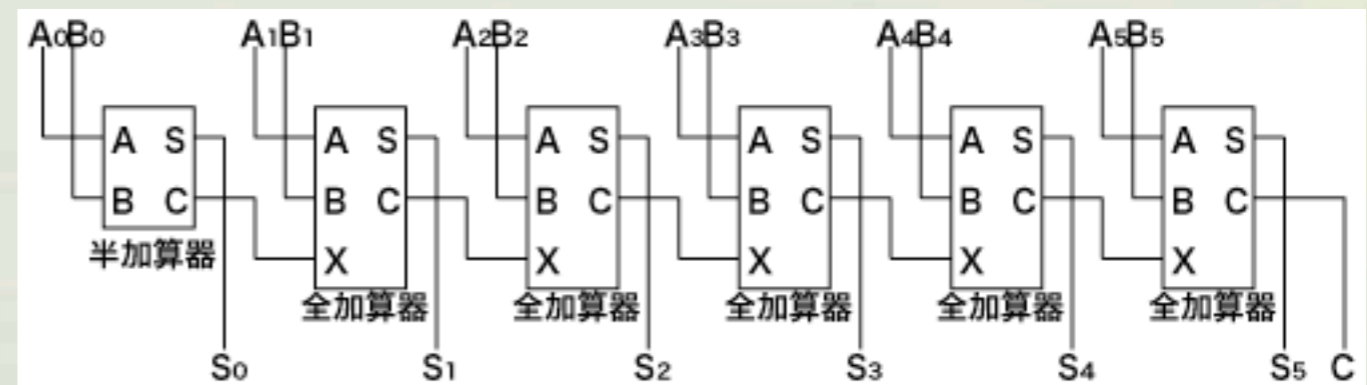 A0B0 A1B1 A2B2 A3B3 A4B4 A5B5
A S A S A S A S A S A S
B C B C B C B C B C B C
半加算器 X X X X X
全加算器 全加算器 全加算器 全加算器 全加算器
S0 S1 S2 S3 S4 S5 C